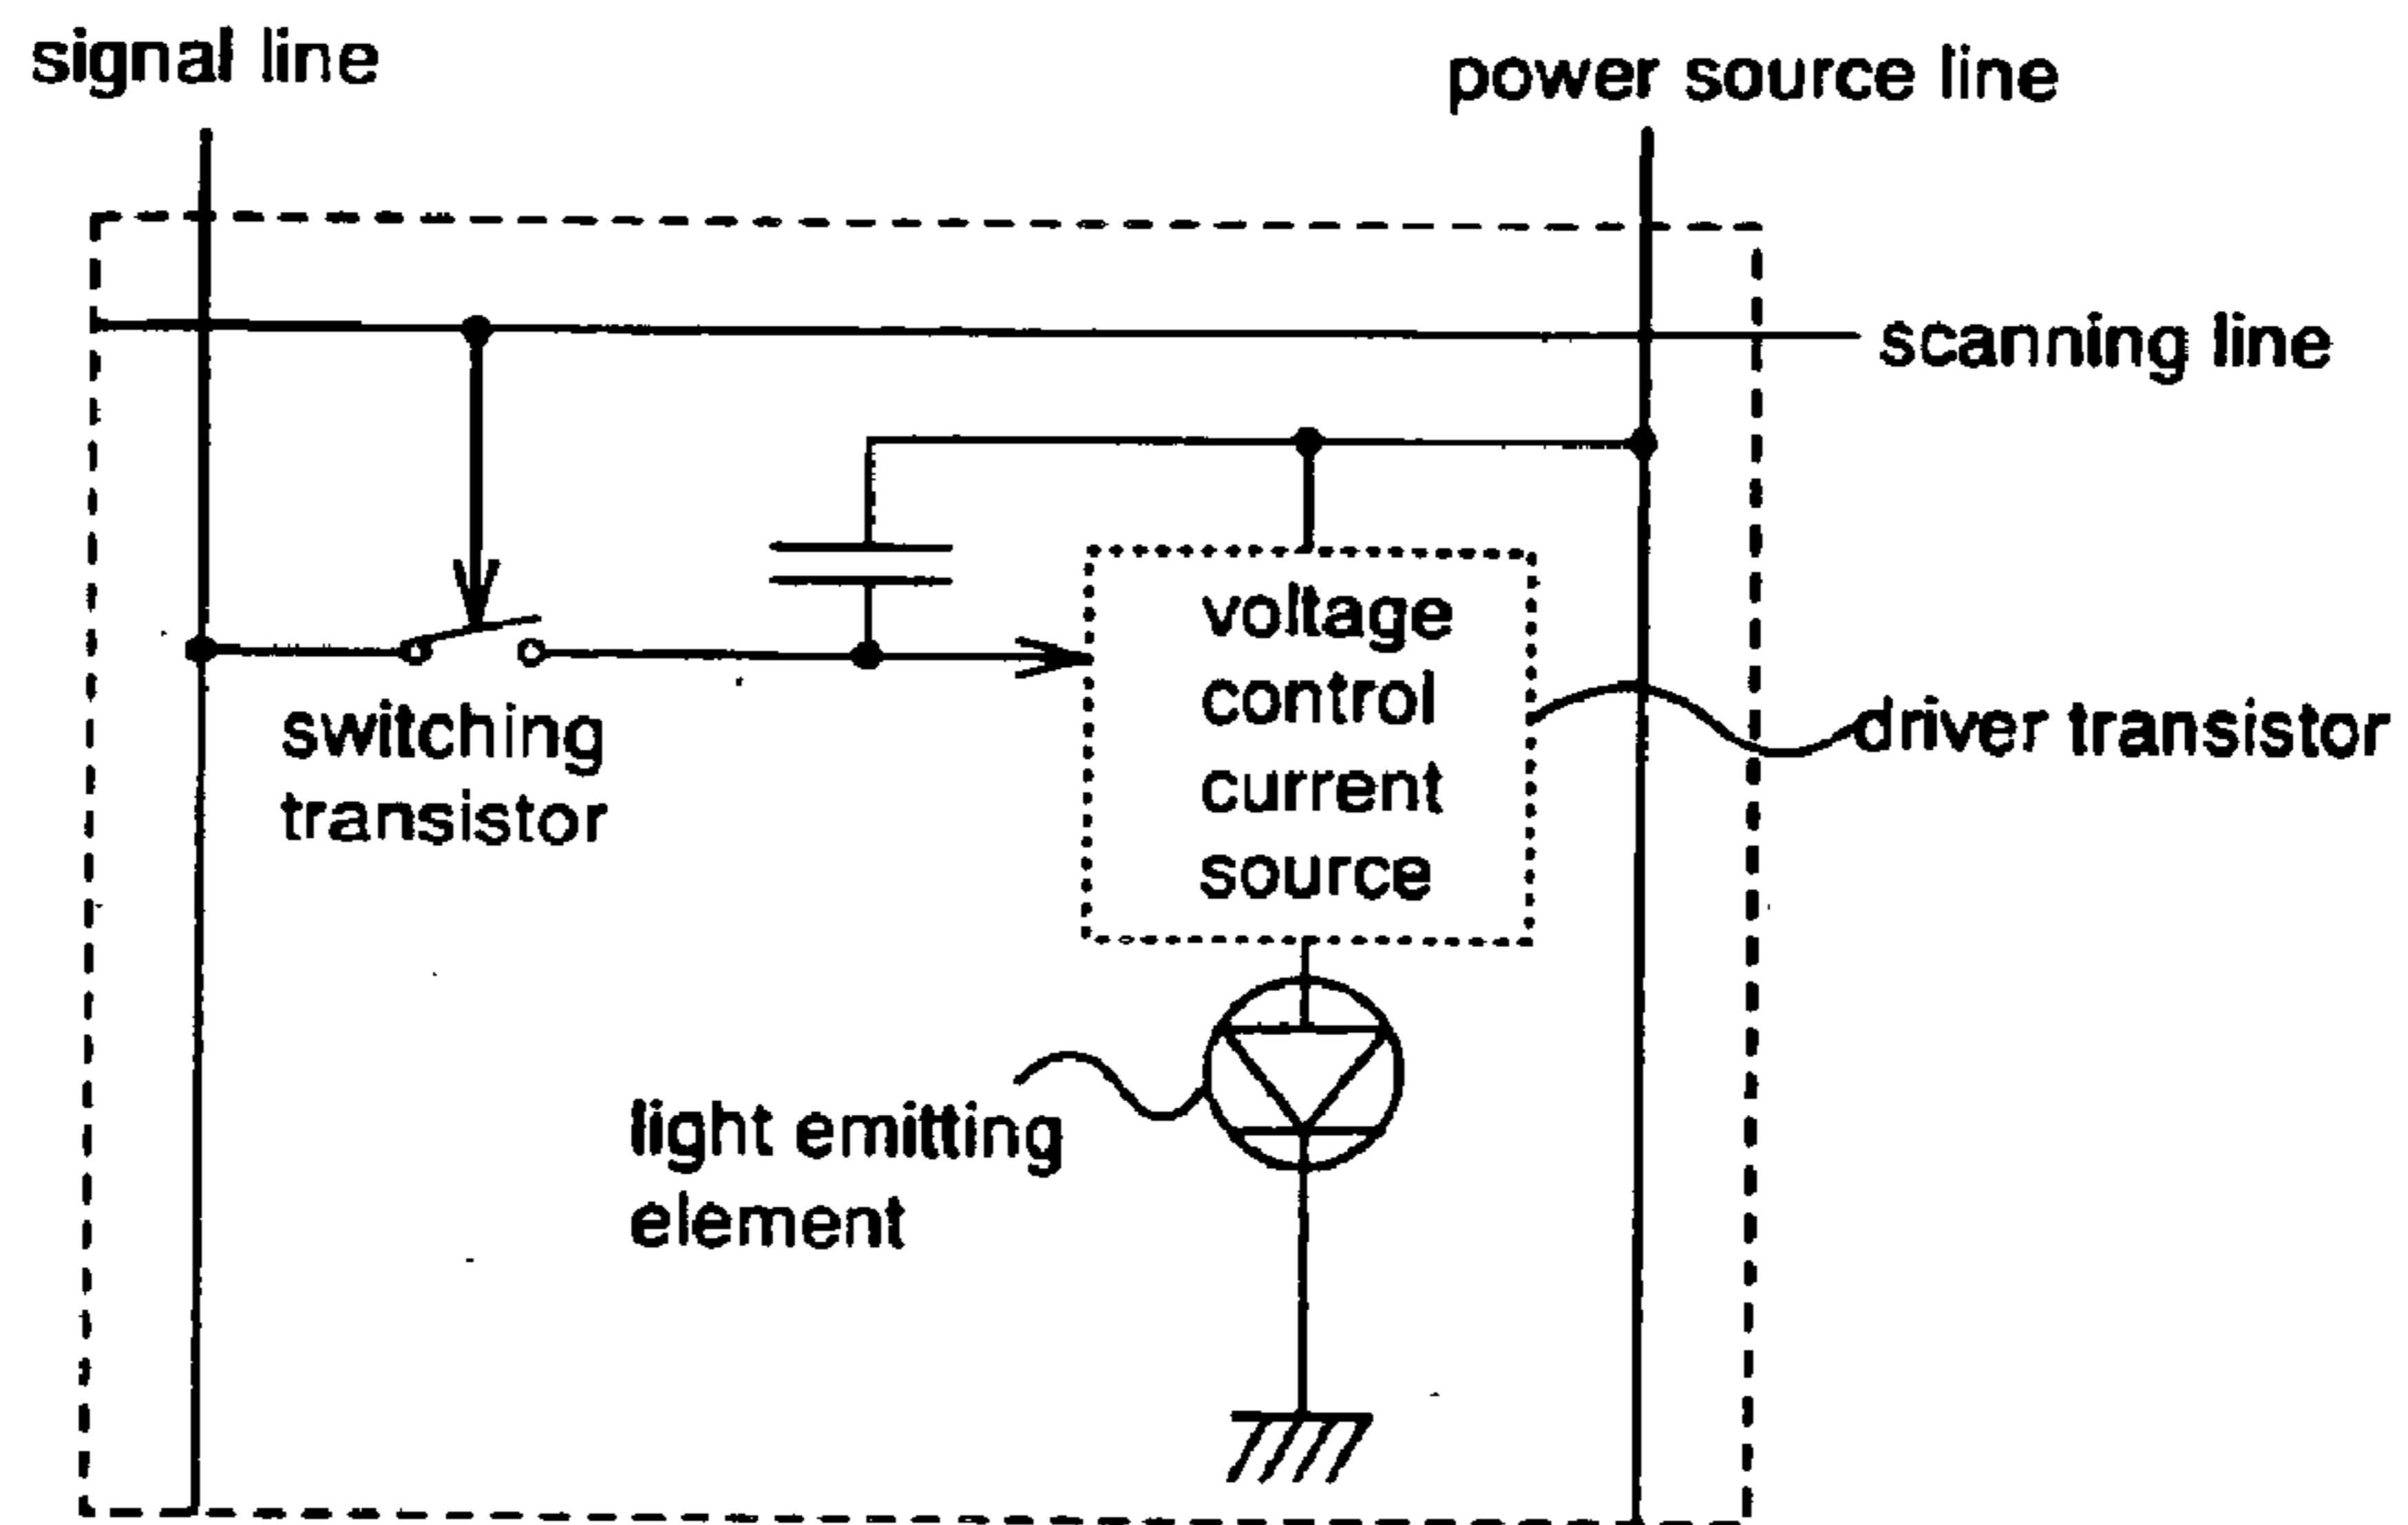 signal line
power source line
scanning line
voltage
control
current
source
switching
transistor
driver transistor
light emitting
element